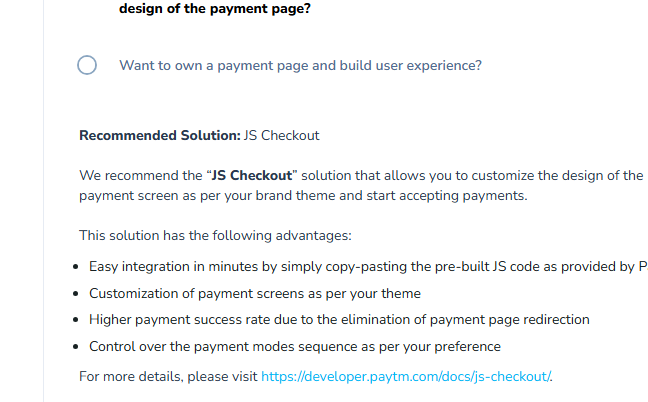 design of the payment page?
Want to own a payment page and build user experience?
Recommended Solution: JS Checkout
We recommend the “JS Checkout” solution that allows you to customize the design of the
payment screen as per your brand theme and start accepting payments.
This solution has the following advantages:
Easy integration in minutes by simply copy-pasting the pre-built JS code as provided by P
Customization of payment screens as per your theme
Higher payment success rate due to the elimination of payment page redirection
Control over the payment modes sequence as per your preference
For more details, please visit https://developer.paytm.com/docs/js-checkout/.